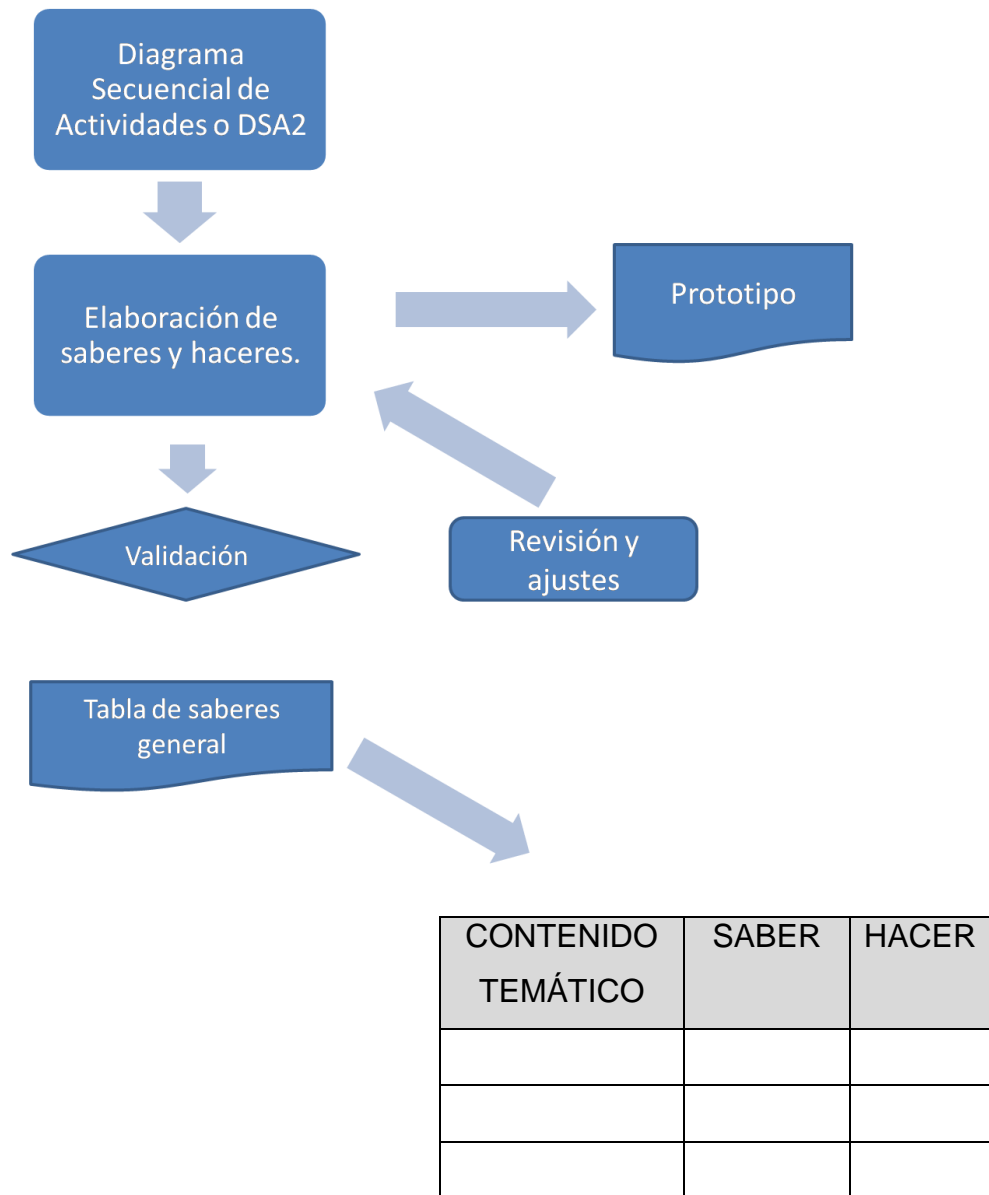 Diagrama
Secuencial de
Actividades o DSA2
Elaboración de
saberes y haceres.
Prototipo
Validación
Revisión y
ajustes
Tabla de saberes
general
CONTENIDO
TEMÁTICO
SABER
HACER